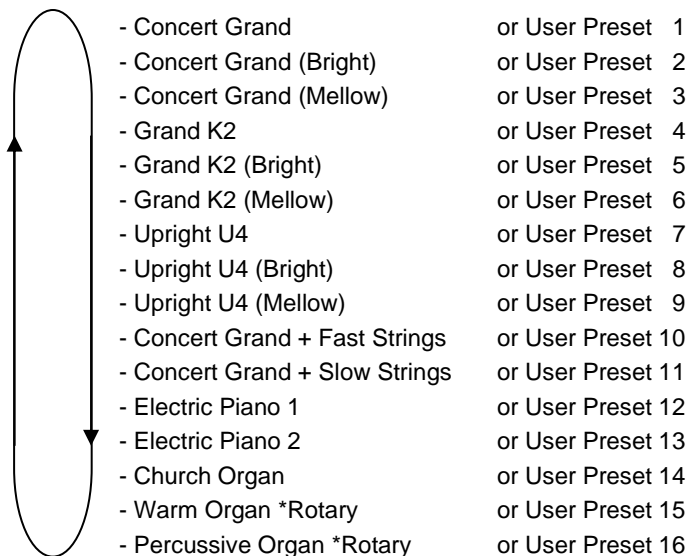 - Concert Grand or User Preset 1
- Concert Grand (Bright) or User Preset 2
- Concert Grand (Mellow) or User Preset 3
- Grand K2 or User Preset 4
- Grand K2 (Bright) or User Preset 5
- Grand K2 (Mellow) or User Preset 6
- Upright U4 or User Preset 7
- Upright U4 (Bright) or User Preset 8
- Upright U4 (Mellow) or User Preset 9
- Concert Grand + Fast Strings or User Preset 10
- Concert Grand + Slow Strings or User Preset 11
- Electric Piano 1 or User Preset 12
- Electric Piano 2 or User Preset 13
- Church Organ or User Preset 14
- Warm Organ *Rotary or User Preset 15
- Percussive Organ *Rotary or User Preset 16